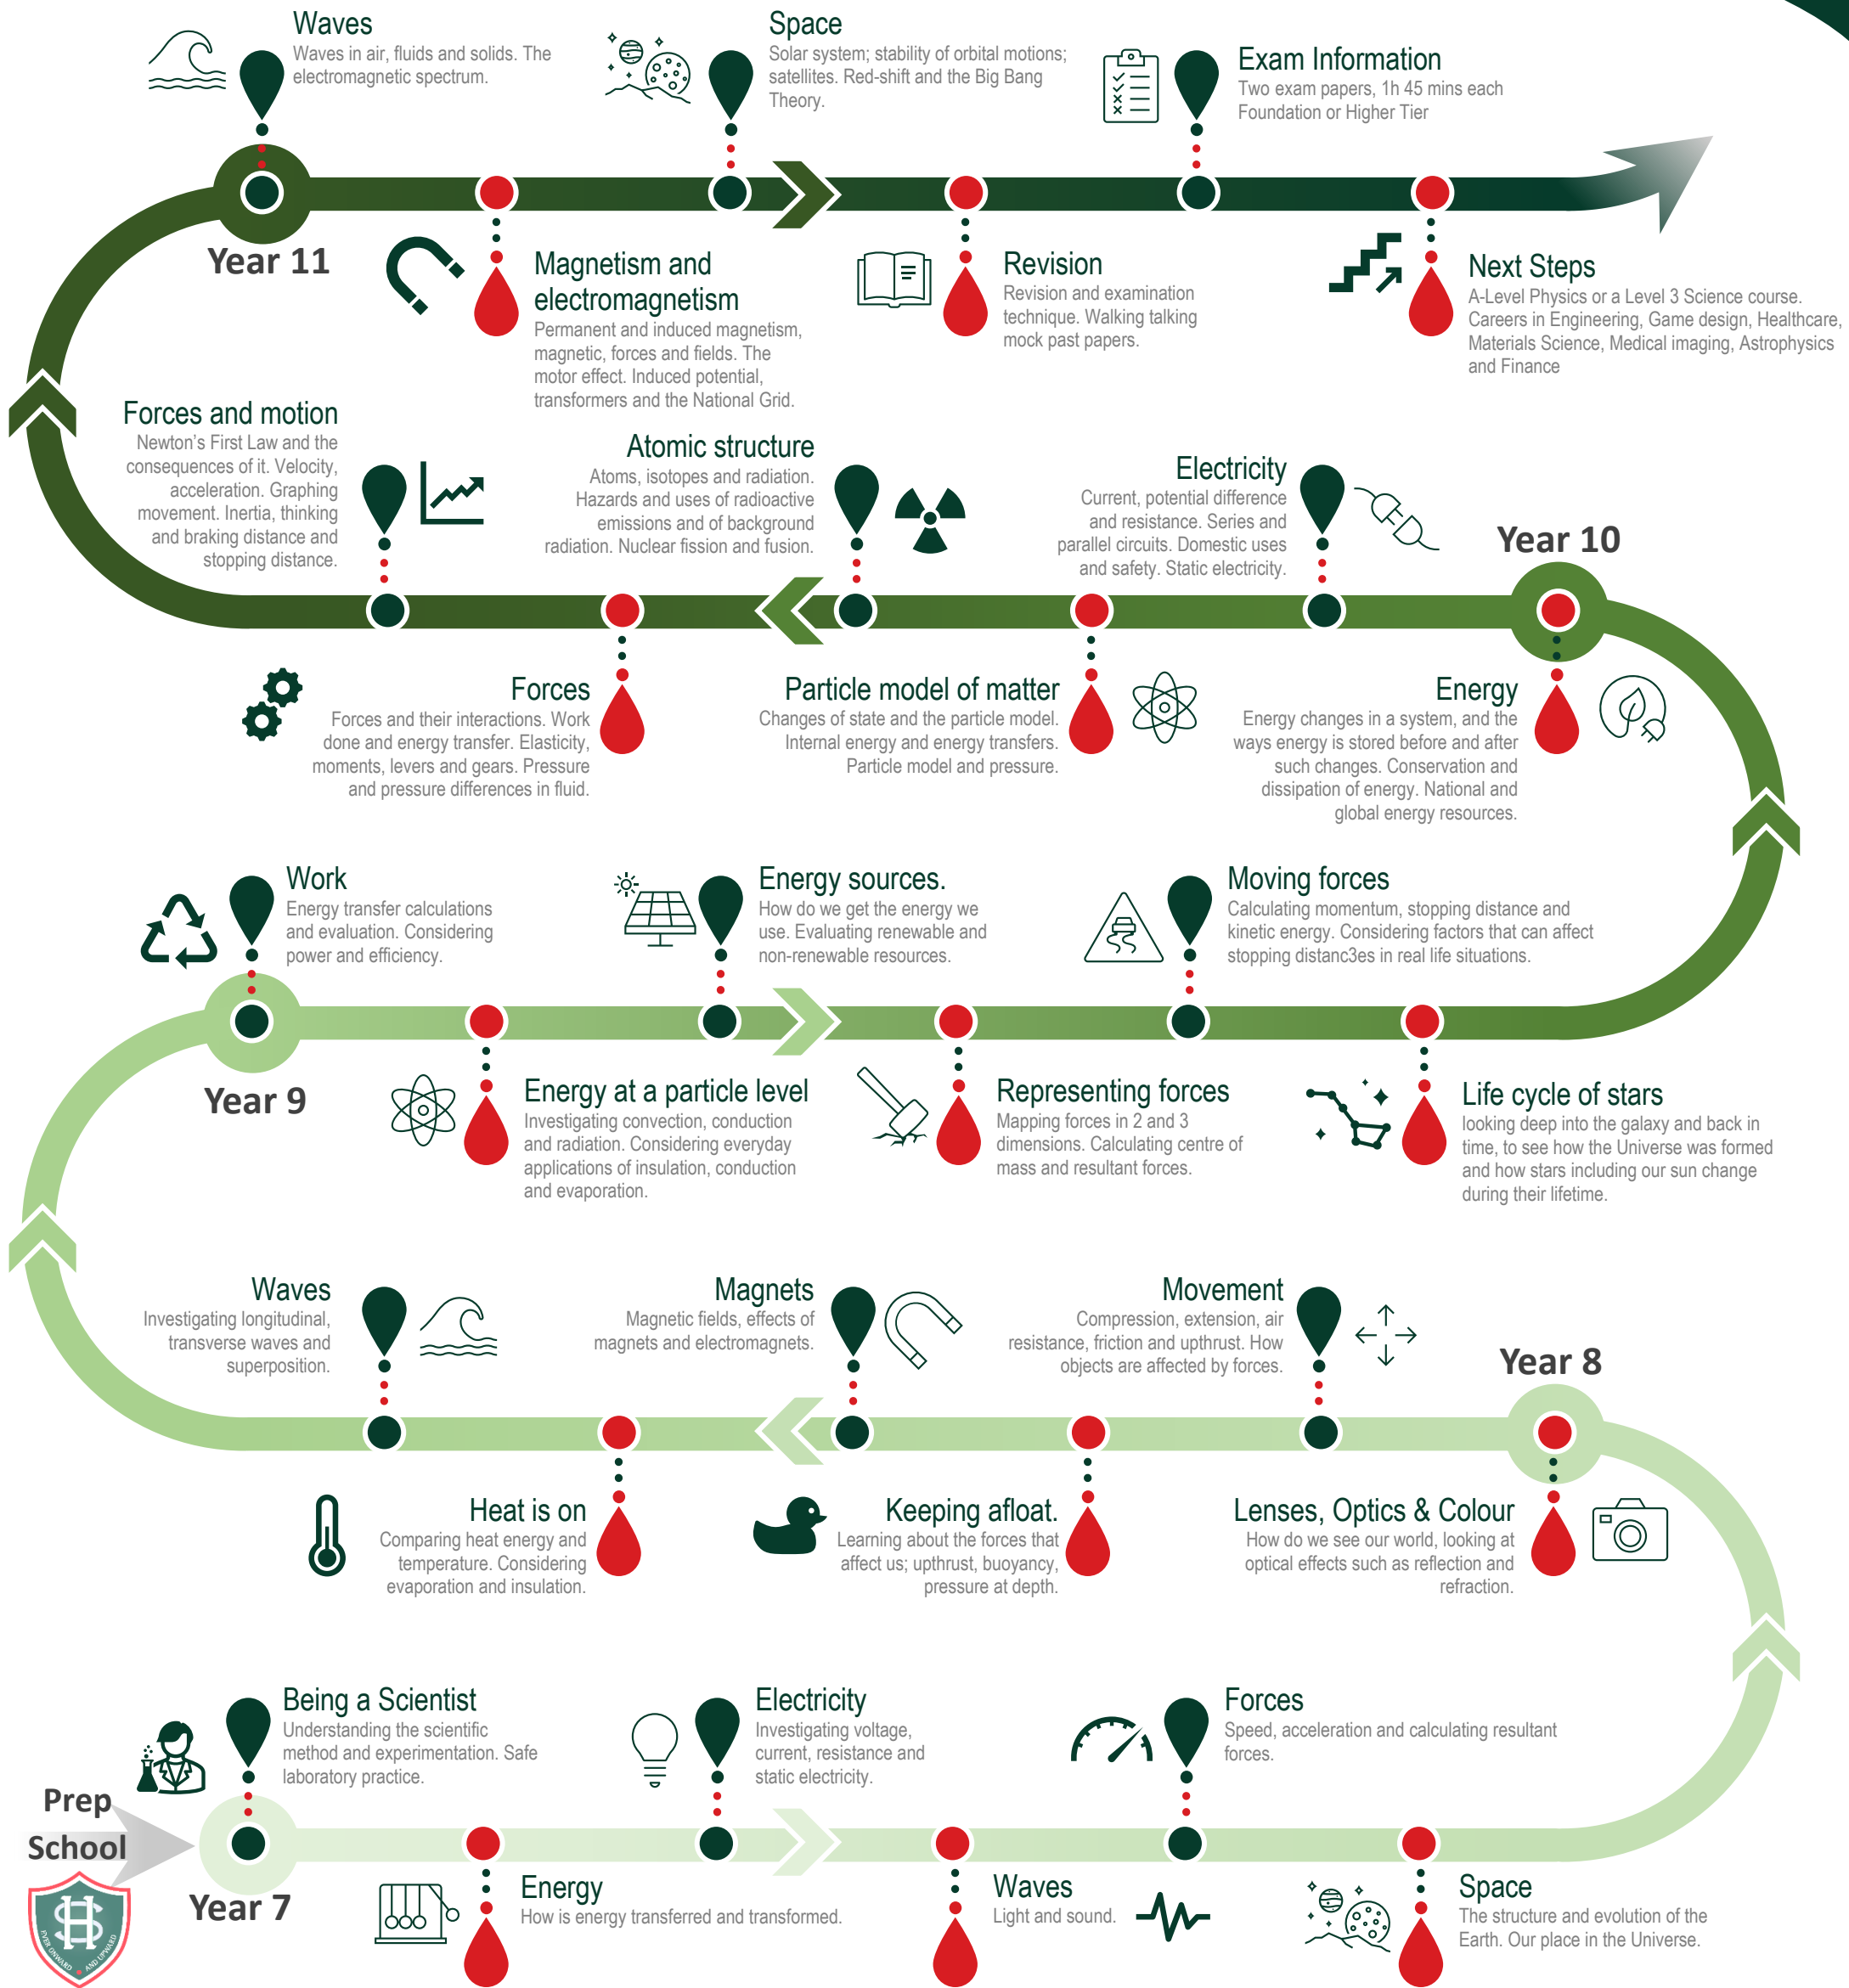 Waves
Waves in air, fluids and solids. The
electromagnetic spectrum.
Space
Solar system; stability of orbital motions;
satellites. Red-shift and the Big Bang
Theory.
Exam Information
Two exam papers, 1h 45 mins each
Foundation or Higher Tier
Year 11
Magnetism and
electromagnetism
Permanent and induced magnetism,
magnetic, forces and fields. The
motor effect. Induced potential,
transformers and the National Grid.
Revision
Revision and examination
technique. Walking talking
mock past papers.
Next Steps
A-Level Physics or a Level 3 Science course.
Careers in Engineering, Game design, Healthcare,
Materials Science, Medical imaging, Astrophysics
and Finance
Forces and motion
Newton's First Law and the
consequences of it. Velocity,
acceleration. Graphing
movement. Inertia, thinking
and braking distance and
stopping distance.
Atomic structure
Atoms, isotopes and radiation.
Hazards and uses of radioactive
emissions and of background
radiation. Nuclear fission and fusion.
Electricity
Current, potential difference
and resistance. Series and
parallel circuits. Domestic uses
and safety. Static electricity.
Year 10
Forces
Forces and their interactions. Work
done and energy transfer. Elasticity,
moments, levers and gears. Pressure
and pressure differences in fluid.
Particle model of matter
Changes of state and the particle model.
Internal energy and energy transfers.
Particle model and pressure.
Energy
Energy changes in a system, and the
ways energy is stored before and after
such changes. Conservation and
dissipation of energy. National and
global energy resources.
Work
Energy transfer calculations
and evaluation. Considering
power and efficiency.
Energy sources.
How do we get the energy we
use. Evaluating renewable and
non-renewable resources.
Moving forces
Calculating momentum, stopping distance and
kinetic energy. Considering factors that can affect
stopping distanc3es in real life situations.
Year 9
Energy at a particle level
Investigating convection, conduction
and radiation. Considering everyday
applications of insulation, conduction
and evaporation.
Representing forces
Mapping forces in 2 and 3
dimensions. Calculating centre of
mass and resultant forces.
Life cycle of stars
looking deep into the galaxy and back in
time, to see how the Universe was formed
and how stars including our sun change
during their lifetime.
Waves
Investigating longitudinal,
transverse waves and
superposition.
Magnets
Magnetic fields, effects of
magnets and electromagnets.
Movement
Compression, extension, air
resistance, friction and upthrust. How
objects are affected by forces.
Year 8
Heat is on
Comparing heat energy and
temperature. Considering
evaporation and insulation.
Keeping afloat.
Learning about the forces that
affect us; upthrust, buoyancy,
pressure at depth.
Lenses, Optics & Colour
How do we see our world, looking at
optical effects such as reflection and
refraction.
Being a Scientist
Understanding the scientific
method and experimentation. Safe
laboratory practice.
Electricity
Investigating voltage,
current, resistance and
static electricity.
Forces
Speed, acceleration and calculating resultant
forces.
Prep
School
Year 7
Energy
How is energy transferred and transformed.
Waves
Light and sound.
Space
The structure and evolution of the
Earth. Our place in the Universe.
EVER ONWARD AND UPWARD